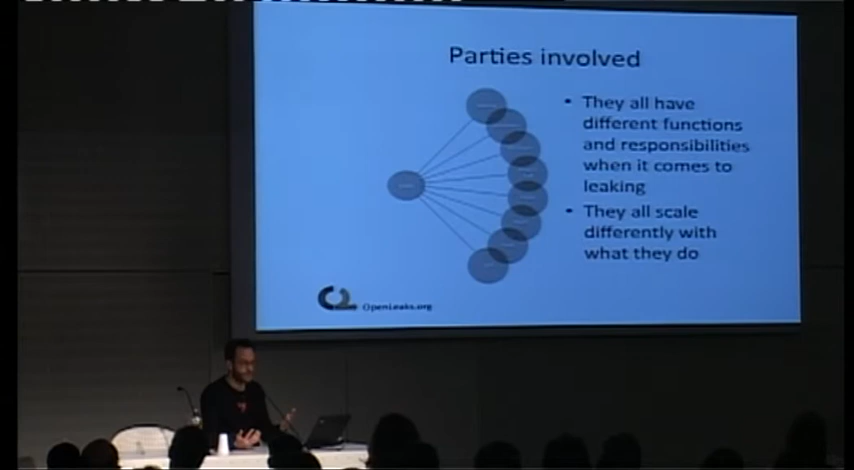 Parties involved
• They all have
different functions
and responsibilities
when it comes to
leaking
• They all scale
differently with
what they do
OpenLeaks.org